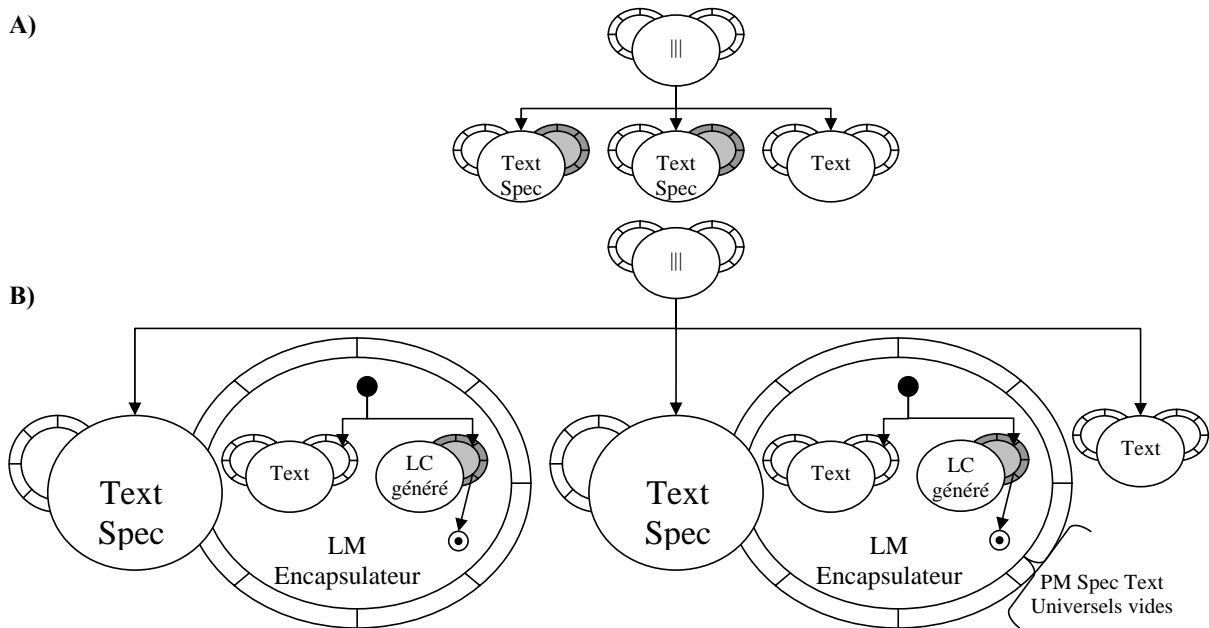 A)
|||
Text
Spec
Text
Spec
Text
|||
B)
Text
Spec
Text
LC
généré
LM
Encapsulateur
Text
Spec
Text
LC
généré
LM
Encapsulateur
Text
PM Spec Text
Universels vides